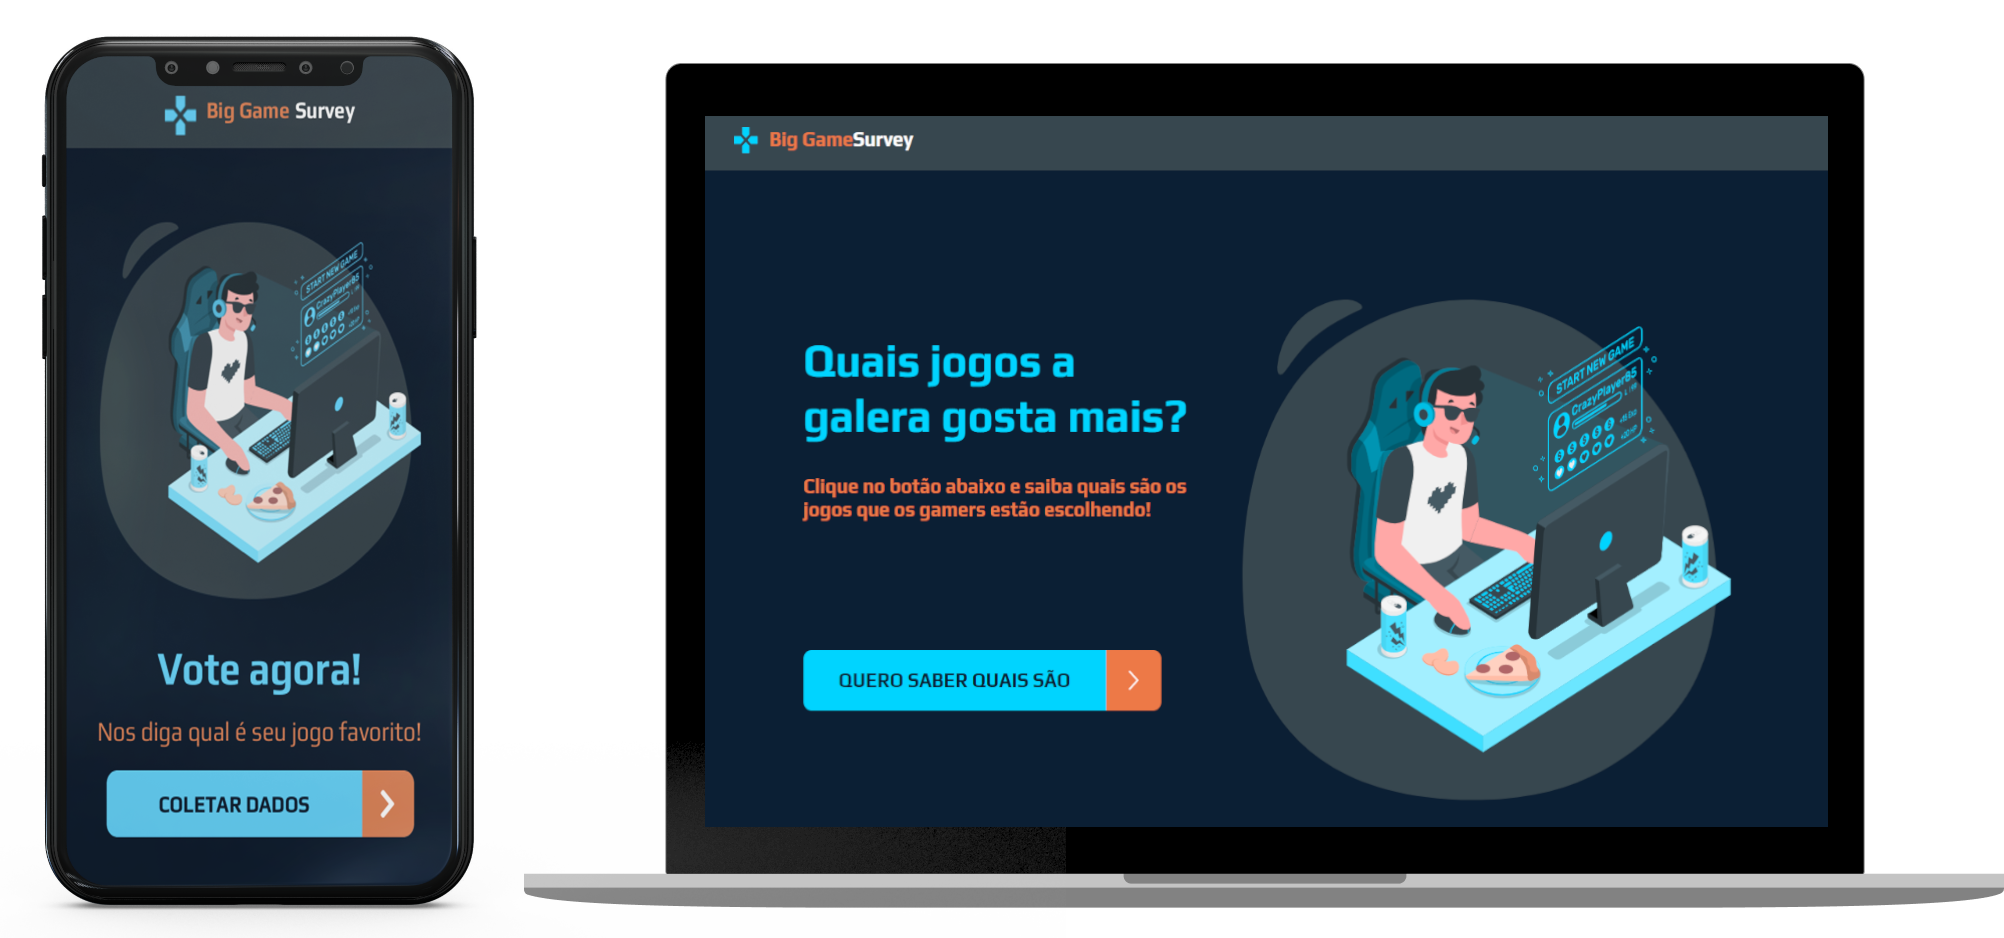 Big Game Survey
START NEW GAME
CrazyPlayer85
Vote agora!
Nos diga qual é seu jogo favorito!
COLETAR DADOS
Big GameSurvey
Quais jogos a
galera gosta mais?
Clique no botão abaixo e saiba quais são os
jogos que os gamers estão escolhendo!
QUERO SABER QUAIS SÃO
START NEW GAME
CrazyPlayer85